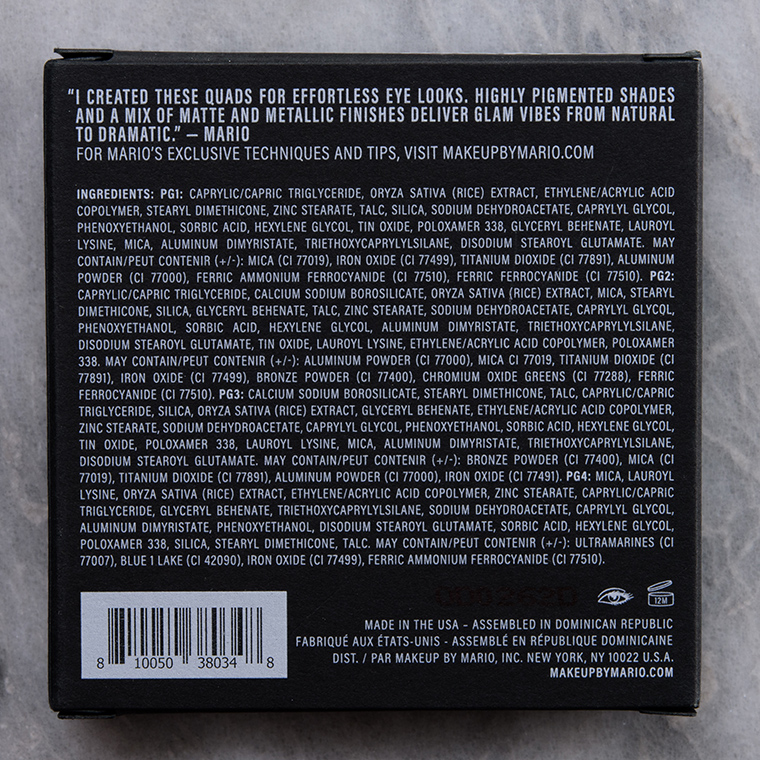 “I CREATED THESE QUADS FOR EFFORTLESS EYE LOOKS. HIGHLY PIGMENTED SHADES
AND A MIX OF MATTE AND METALLIC FINISHES DELIVER GLAM VIBES FROM NATURAL
TO DRAMATIC.” – MARIO
FOR MARIO’S EXCLUSIVE TECHNIQUES AND TIPS, VISIT MAKEUPBYMARIO.COM
INGREDIENTS: PG1: CAPRYLIC/CAPRIC TRIGLYCERIDE, ORYZA SATIVA (RICE) EXTRACT, ETHYLENE/ACRYLIC ACID
COPOLYMER, STEARYL DIMETHICONE, ZINC STEARATE, TALC, SILICA, SODIUM DEHYDROACETATE, CAPRYLYL GLYCOL,
PHENOXYETHANOL, SORBIC ACID, HEXYLENE GLYCOL, TIN OXIDE, POLOXAMER 338, GLYCERYL BEHENATE, LAUROYL
LYSINE, MICA, ALUMINUM DIMYRISTATE, TRIETHOXYCAPRYLYLSILANE, DISODIUM STEAROYL GLUTAMATE. MAY
CONTAIN/PEUT CONTENIR (+/-): MICA (CI 77019), IRON OXIDE (CI 77499), TITANIUM DIOXIDE (CI 77891), ALUMINUM
POWDER (CI 77000), FERRIC AMMONIUM FERROCYANIDE (CI 77510), FERRIC FERROCYANIDE (CI 77510). PG2:
CAPRYLIC/CAPRIC TRIGLYCERIDE, CALCIUM SODIUM BOROSILICATE, ORYZA SATIVA (RICE) EXTRACT, MICA, STEARYL
DIMETHICONE, SILICA, GLYCERYL BEHENATE, TALC, ZINC STEARATE, SODIUM DEHYDROACETATE, CAPRYLYL GLYCOL,
PHENOXYETHANOL, SORBIC ACID, HEXYLENE GLYCOL, ALUMINUM DIMYRISTATE, TRIETHOXYCAPRYLYLSILANE,
DISODIUM STEAROYL GLUTAMATE, TIN OXIDE, LAUROYL LYSINE, ETHYLENE/ACRYLIC ACID COPOLYMER, POLOXAMER
338. MAY CONTAIN/PEUT CONTENIR (+/-): ALUMINUM POWDER (CI 77000), MICA CI 77019, TITANIUM DIOXIDE (CI
77891), IRON OXIDE (CI 77499), BRONZE POWDER (CI 77400), CHROMIUM OXIDE GREENS (CI 77288), FERRIC
FERROCYANIDE (CI 77510). PG3: CALCIUM SODIUM BOROSILICATE, STEARYL DIMETHICONE, TALC, CAPRYLIC/CAPRIC
TRIGLYCERIDE, SILICA, ORYZA SATIVA (RICE) EXTRACT, GLYCERYL BEHENATE, ETHYLENE/ACRYLIC ACID COPOLYMER,
ZINC STEARATE, SODIUM DEHYDROACETATE, CAPRYLYL GLYCOL, PHENOXYETHANOL, SORBIC ACID, HEXYLENE GLYCOL,
TIN OXIDE, POLOXAMER 338, LAUROYL LYSINE, MICA, ALUMINUM DIMYRISTATE, TRIETHOXYCAPRYLYLSILANE,
DISODIUM STEAROYL GLUTAMATE. MAY CONTAIN/PEUT CONTENIR (+/-): BRONZE POWDER (CI 77400), MICA (CI
77019), TITANIUM DIOXIDE (CI 77891), ALUMINUM POWDER (CI 77000), IRON OXIDE (CI 77491). PG4: MICA, LAUROYL
LYSINE, ORYZA SATIVA (RICE) EXTRACT, ETHYLENE/ACRYLIC ACID COPOLYMER, ZINC STEARATE, CAPRYLIC/CAPRIC
TRIGLYCERIDE, GLYCERYL BEHENATE, TRIETHOXYCAPRYLYLSILANE, SODIUM DEHYDROACETATE, CAPRYLYL GLYCOL,
ALUMINUM DIMYRISTATE, PHENOXYETHANOL, DISODIUM STEAROYL GLUTAMATE, SORBIC ACID, HEXYLENE GLYCOL,
POLOXAMER 338, SILICA, STEARYL DIMETHICONE, TALC. MAY CONTAIN/PEUT CONTENIR (+/-): ULTRAMARINES (CI
77007), BLUE 1 LAKE (CI 42090), IRON OXIDE (CI 77499), FERRIC AMMONIUM FERROCYANIDE (CI 77510).
12M
8 10050 38034 8
MADE IN THE USA - ASSEMBLED IN DOMINICAN REPUBLIC
FABRIQUÉ AUX ÉTATS-UNIS - ASSEMBLÉ EN RÉPUBLIQUE DOMINICAINE
DIST. / PAR MAKEUP BY MARIO, INC. NEW YORK, NY 10022 U.S.A.
MAKEUPBYMARIO.COM